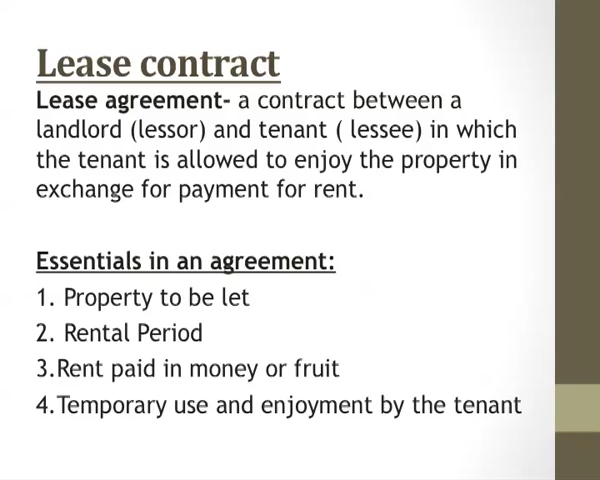 Lease contract
Lease agreement- a contract between a
landlord (lessor) and tenant ( lessee) in which
the tenant is allowed to enjoy the property in
exchange for payment for rent.
Essentials in an agreement:
1. Property to be let
2. Rental Period
3.Rent paid in money or fruit
4.Temporary use and enjoyment by the tenant